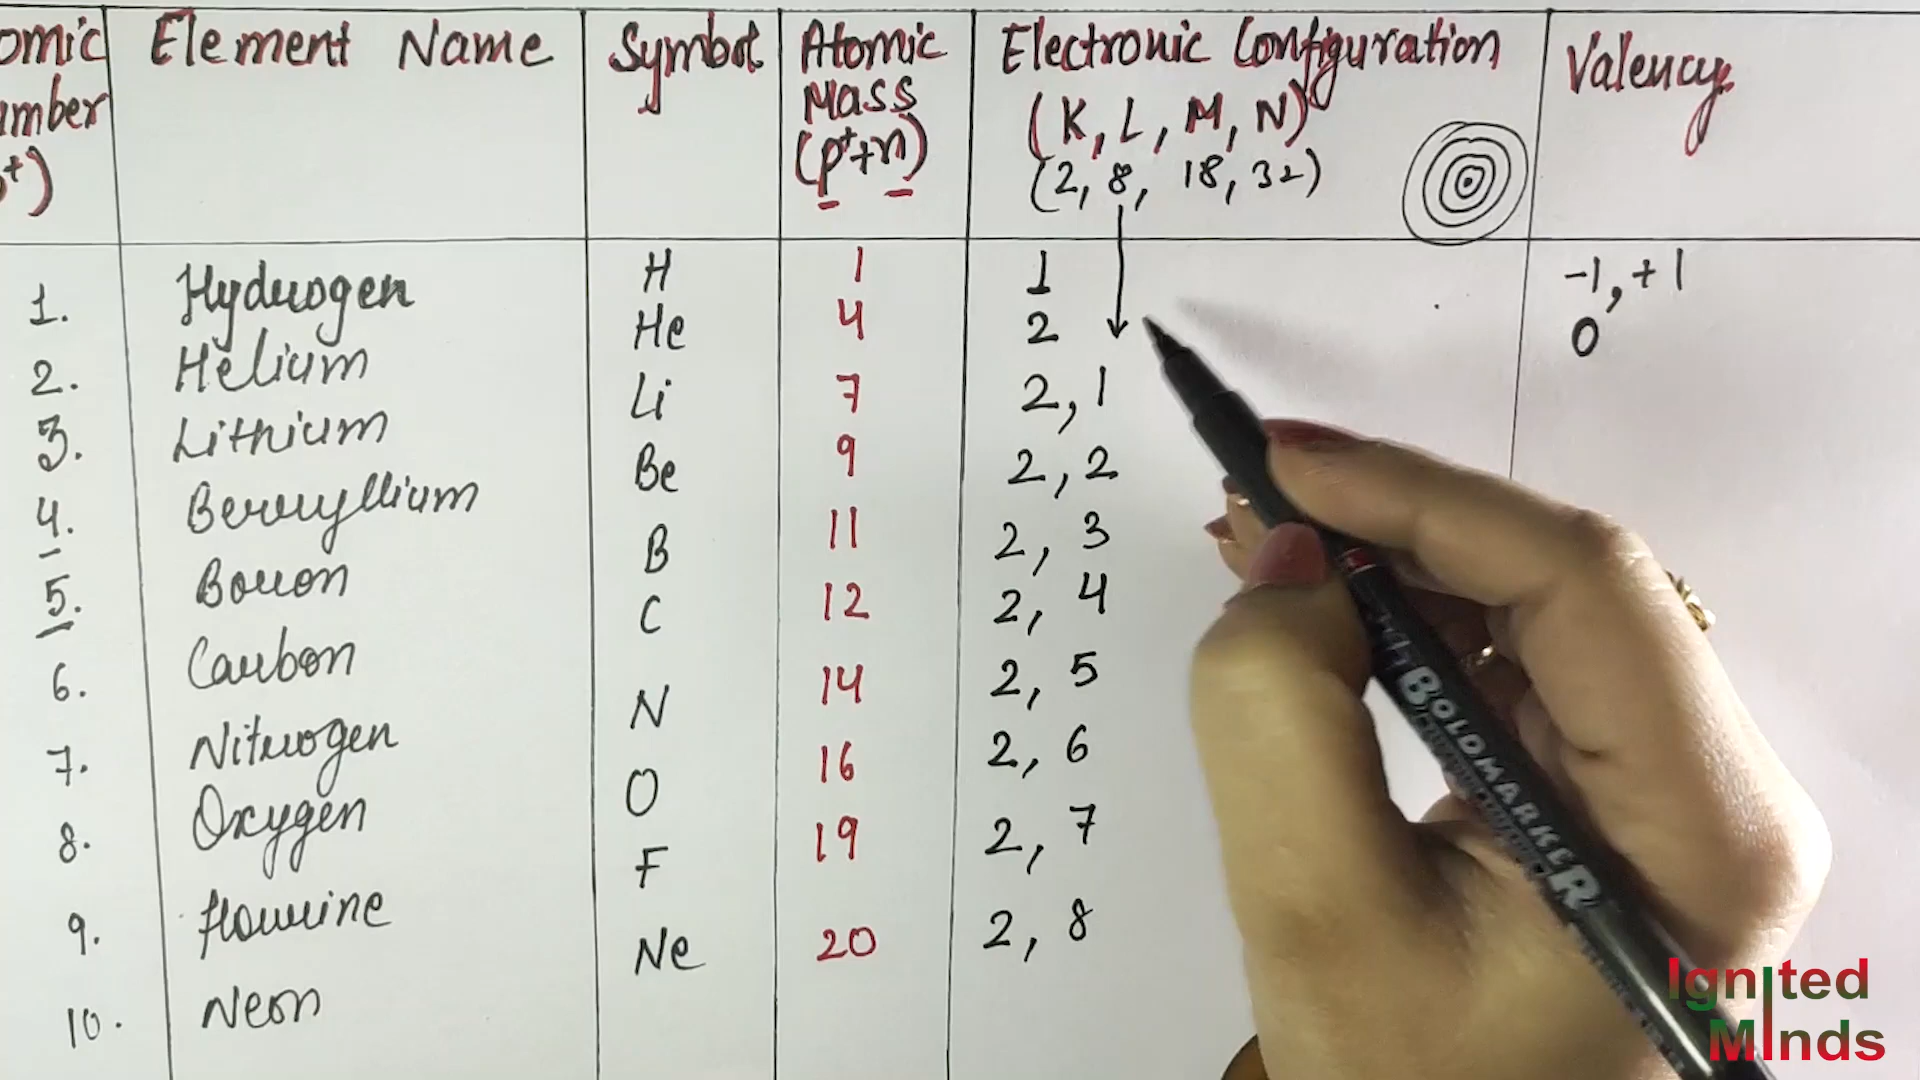 omic Element Name Symbol Atomic Electronic Configuration Valency
umber Mass (K, L, M, N)
+) (p++n) (2, 8, 18, 32)
1. Hydrogen H 1 1 -1, +1
2. Helium He 4 2 0
3. Lithium Li 7 2, 1
4. Berryllium Be 9 2, 2
5. Boron B 11 2, 3
6. Carbon C 12 2, 4
7. Nitrogen N 14 2, 5
8. Oxygen O 16 2, 6
9. flourine F 19 2, 7
10. Neon Ne 20 2, 8
BOLDMARKER
Ignited
Minds